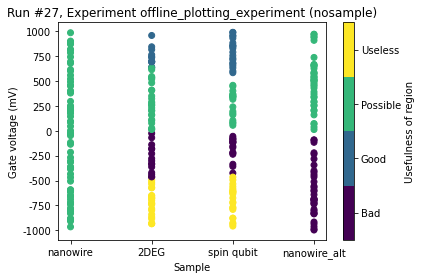 Run #27, Experiment offline_plotting_experiment (nosample)
1000
750
500
250
0
-250
-500
-750
-1000
Gate voltage (mV)
nanowire
2DEG
spin qubit
nanowire_alt
Sample
Useless
Possible
Good
Bad
Usefulness of region